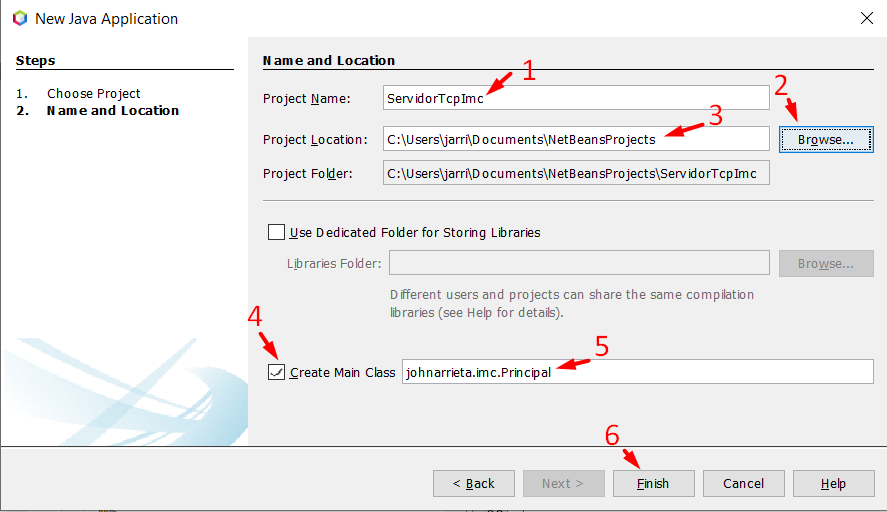 New Java Application
Steps
1. Choose Project
2. Name and Location
Name and Location
1
Project Name: ServidorTcpImc
2
3
Project Location: C:\Users\jarri\Documents\NetBeansProjects Browse...
Project Folder: C:\Users\jarri\Documents\NetBeansProjects\ServidorTcpImc
Use Dedicated Folder for Storing Libraries
Libraries Folder: Browse...
Different users and projects can share the same compilation
libraries (see Help for details).
4
5
Create Main Class johnarrieta.imc.Principal
6
< Back Next > Finish Cancel Help